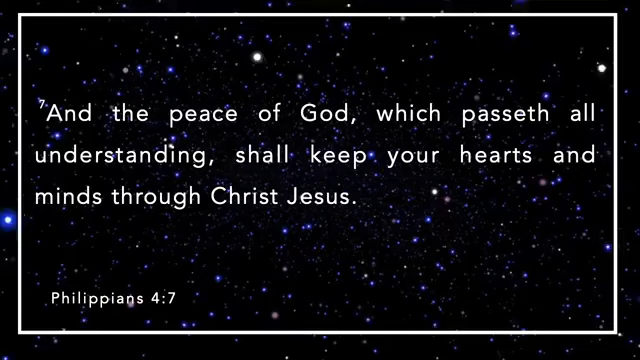 ⁷And the peace of God, which passeth all
understanding, shall keep your hearts and
minds through Christ Jesus.
Philippians 4:7